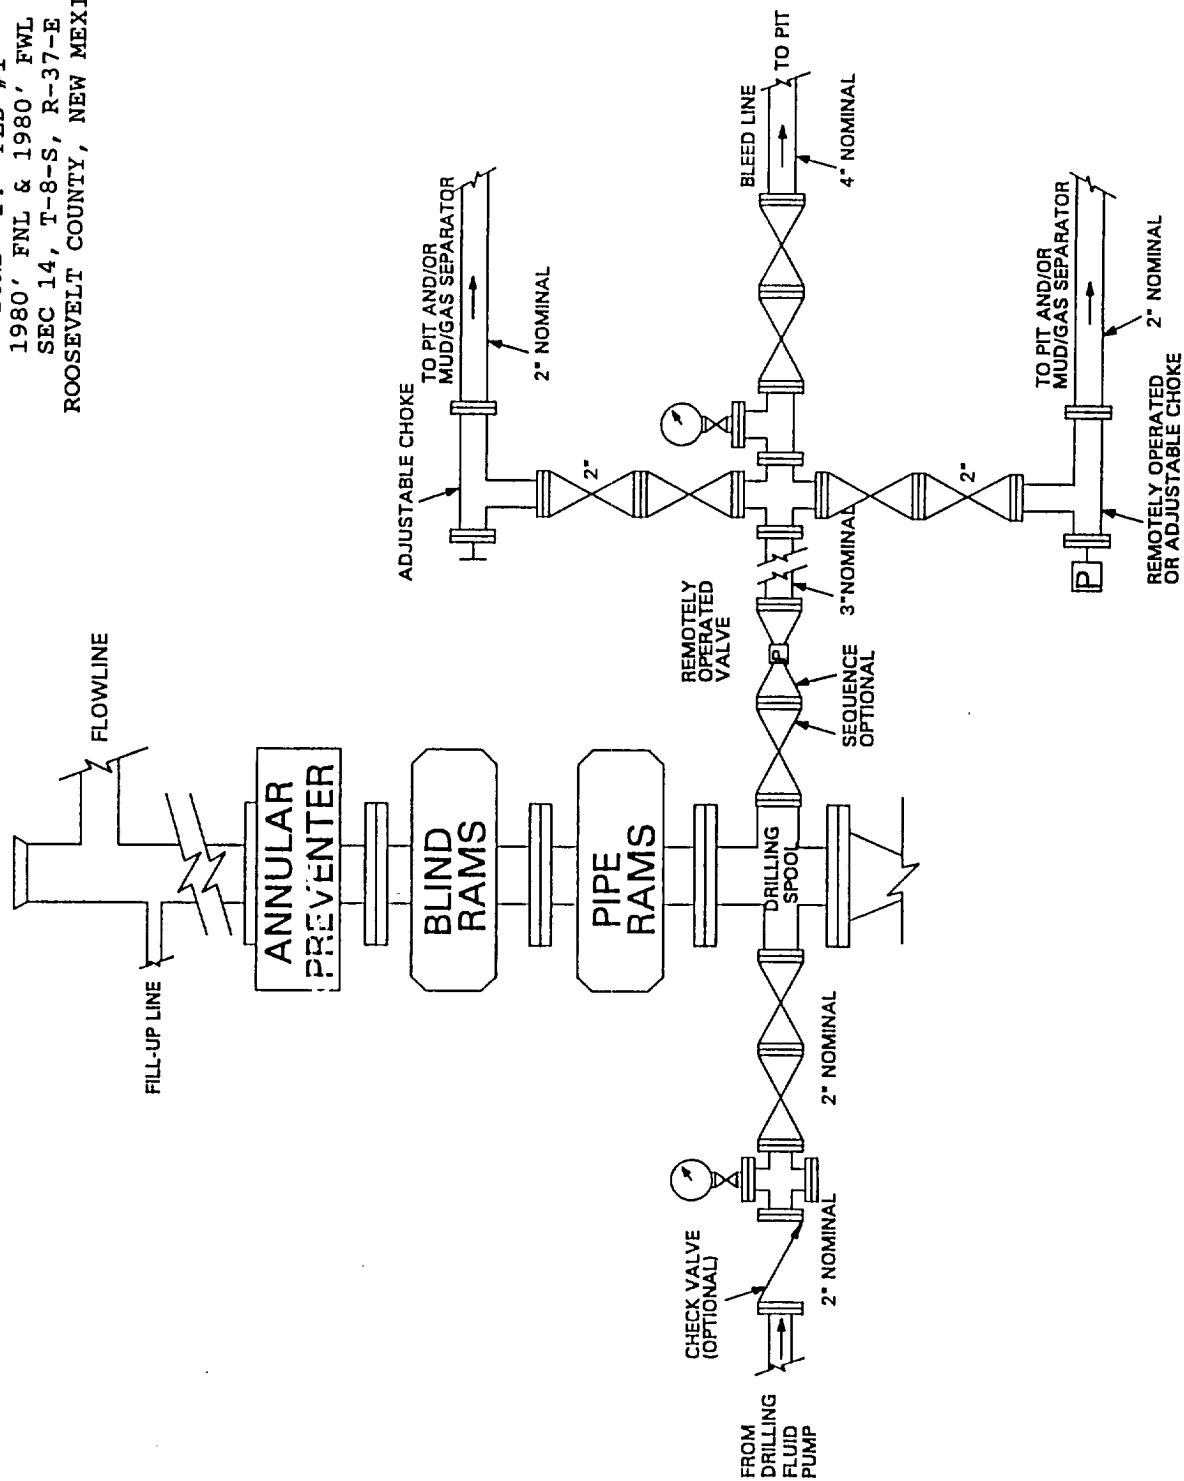 1980' FNL & 1980' FWL
SEC 14, T-8-S, R-37-E
ROOSEVELT COUNTY, NEW
FILL-UP LINE
FLOWLINE
ANNULAR
PREVENTER
BLIND
RAMS
PIPE
RAMS
DRILLING
SPOOL
FROM
DRILLING
FLUID
PUMP
CHECK VALVE
(OPTIONAL)
2" NOMINAL
2" NOMINAL
REMOTELY
OPERATED
VALVE
P
SEQUENCE
OPTIONAL
3"NOMINAL
ADJUSTABLE CHOKE
TO PIT AND/OR
MUD/GAS SEPARATOR
2" NOMINAL
2"
BLEED LINE
TO PIT
4" NOMINAL
2"
P
REMOTELY OPERATED
OR ADJUSTABLE CHOKE
TO PIT AND/OR
MUD/GAS SEPARATOR
2" NOMINAL